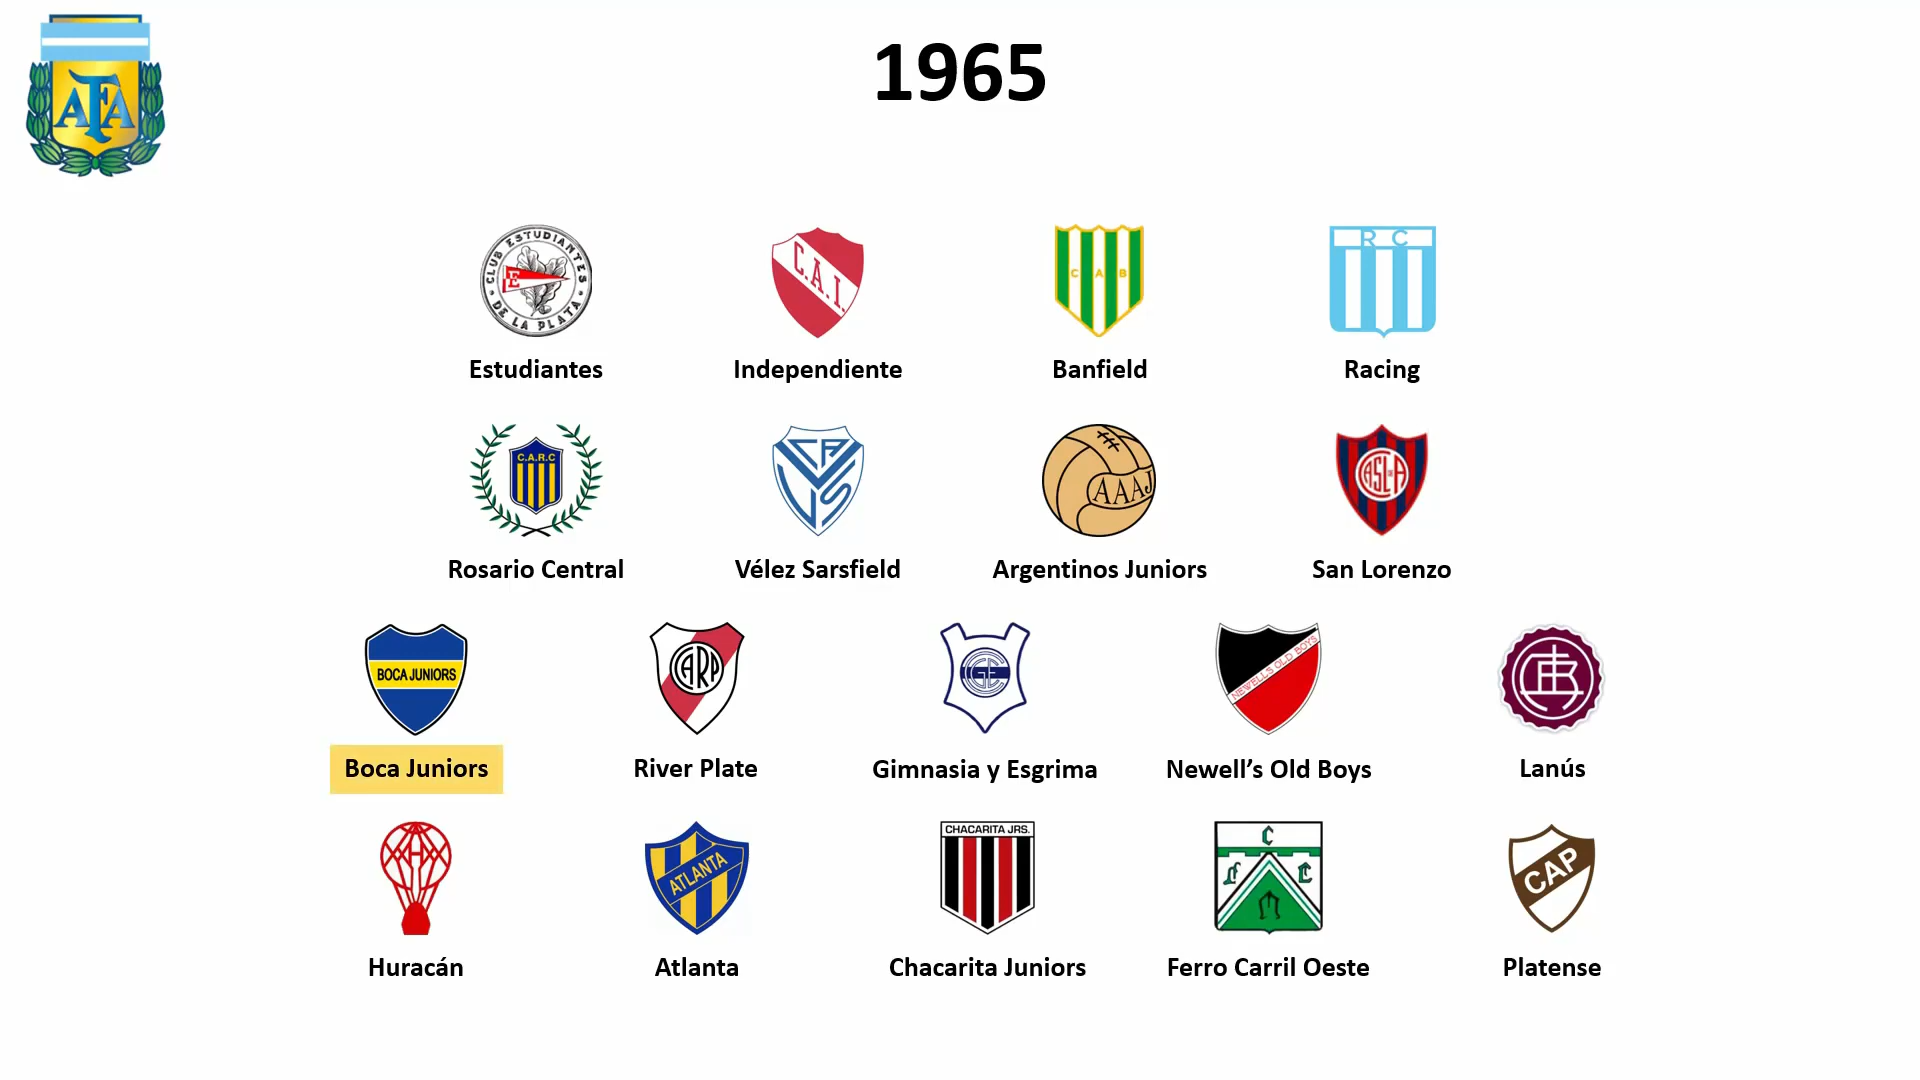 AFA
1965
CLUB ESTUDIANTES DE LA PLATA
E
C.A.I.
C A B
R C
Estudiantes
Independiente
Banfield
Racing
C.A.R.C
CAVS
AAAJ
CASLA
Rosario Central
Vélez Sarsfield
Argentinos Juniors
San Lorenzo
BOCA JUNIORS
CARP
GE
NEWELL'S OLD BOYS
Boca Juniors
River Plate
Gimnasia y Esgrima
Newell’s Old Boys
Lanús
ATLANTA
CHACARITA JRS.
C
F C
CAP
Huracán
Atlanta
Chacarita Juniors
Ferro Carril Oeste
Platense